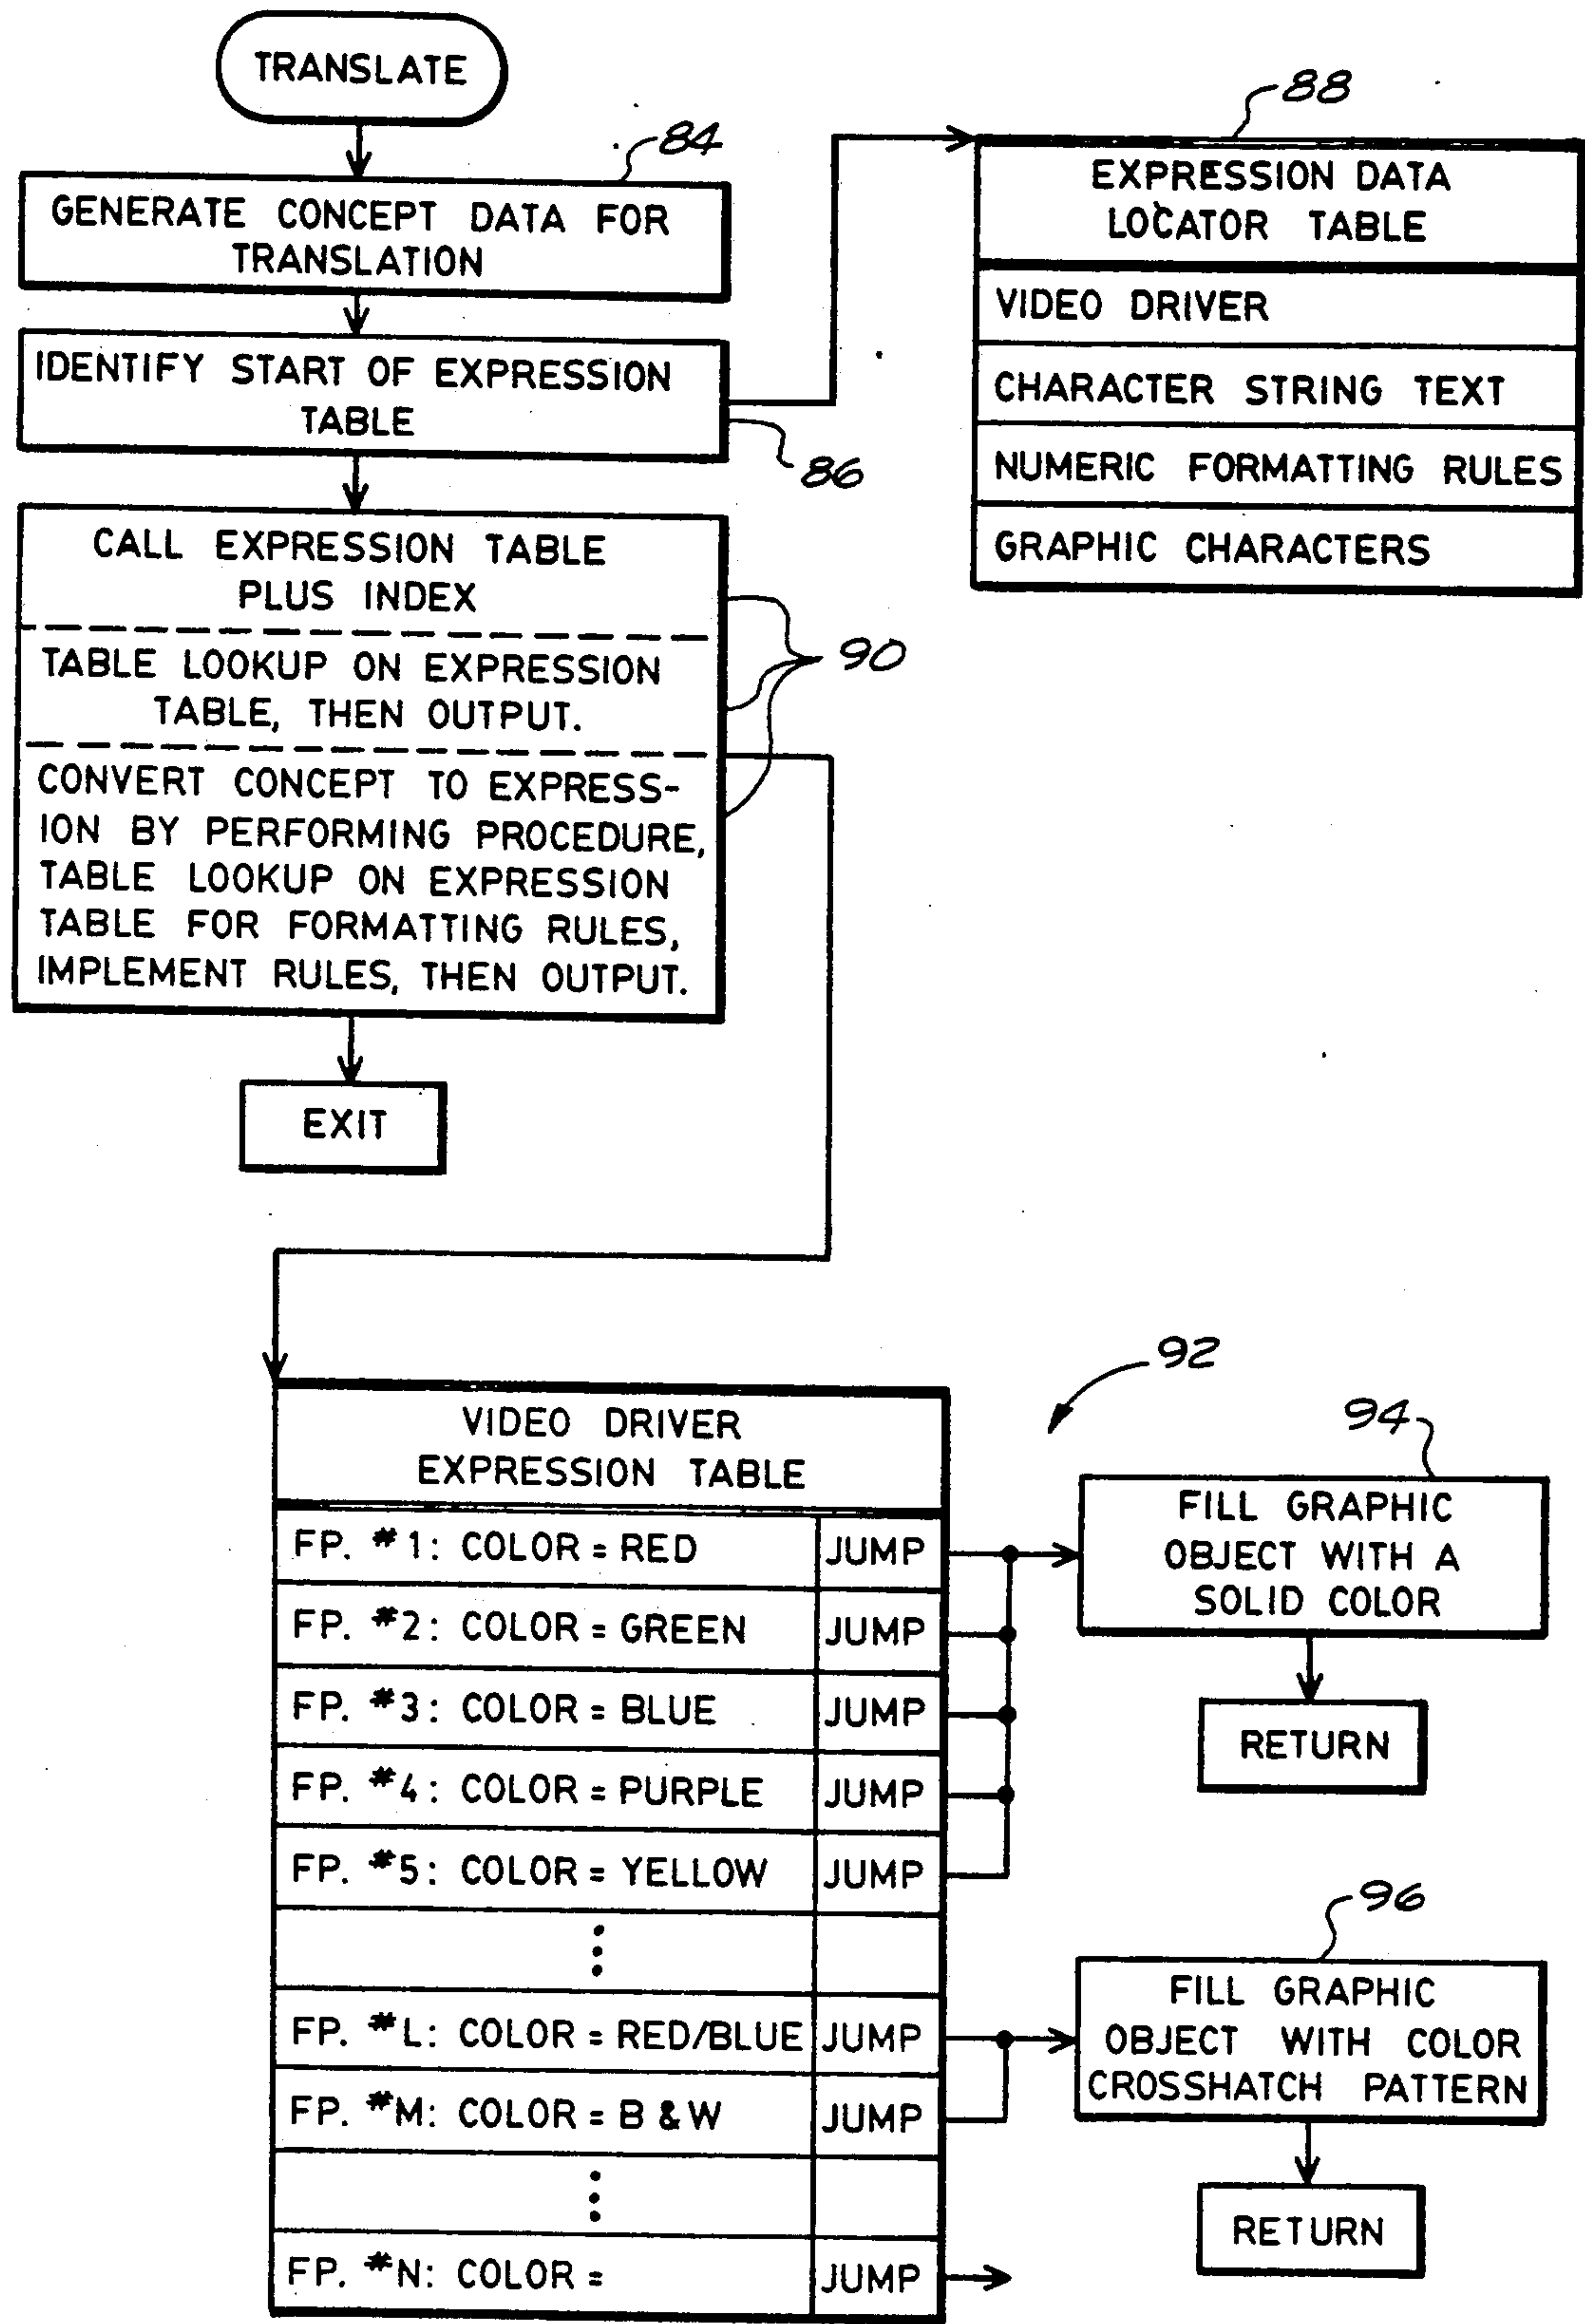 TRANSLATE
84
GENERATE CONCEPT DATA FOR
TRANSLATION
IDENTIFY START OF EXPRESSION
TABLE
86
88
EXPRESSION DATA
LOCATOR TABLE
VIDEO DRIVER
CHARACTER STRING TEXT
NUMERIC FORMATTING RULES
GRAPHIC CHARACTERS
CALL EXPRESSION TABLE
PLUS INDEX
TABLE LOOKUP ON EXPRESSION
TABLE, THEN OUTPUT.
CONVERT CONCEPT TO EXPRESS-
ION BY PERFORMING PROCEDURE,
TABLE LOOKUP ON EXPRESSION
TABLE FOR FORMATTING RULES,
IMPLEMENT RULES, THEN OUTPUT.
90
EXIT
92
VIDEO DRIVER
EXPRESSION TABLE
FP. #1: COLOR = RED JUMP
FP. #2: COLOR = GREEN JUMP
FP. #3: COLOR = BLUE JUMP
FP. #4: COLOR = PURPLE JUMP
FP. #5: COLOR = YELLOW JUMP
FP. #L: COLOR = RED/BLUE JUMP
FP. #M: COLOR = B & W JUMP
FP. #N: COLOR = JUMP
94
FILL GRAPHIC
OBJECT WITH A
SOLID COLOR
RETURN
96
FILL GRAPHIC
OBJECT WITH COLOR
CROSSHATCH PATTERN
RETURN